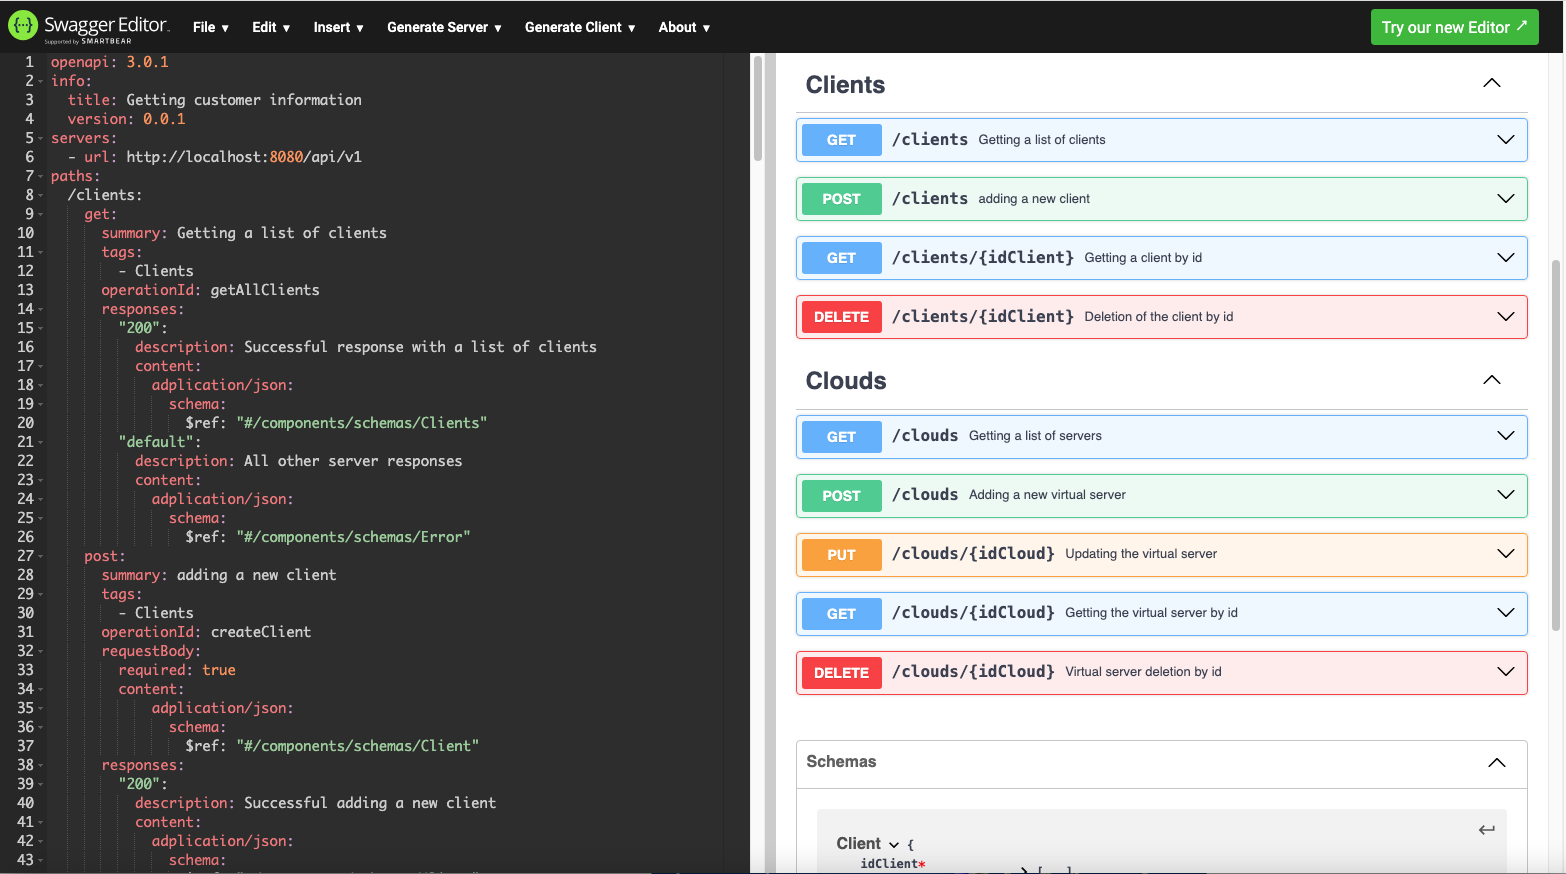 Swagger Editor
Supported by SMARTBEAR
File ▼ Edit ▼ Insert ▼ Generate Server ▼ Generate Client ▼ About ▼
Try our new Editor ↗
1 openapi: 3.0.1
2 info:
3 title: Getting customer information
4 version: 0.0.1
5 servers:
6 - url: http://localhost:8080/api/v1
7 paths:
8 /clients:
9 get:
10 summary: Getting a list of clients
11 tags:
12 - Clients
13 operationId: getAllClients
14 responses:
15 "200":
16 description: Successful response with a list of clients
17 content:
18 adplication/json:
19 schema:
20 $ref: "#/components/schemas/Clients"
21 "default":
22 description: All other server responses
23 content:
24 adplication/json:
25 schema:
26 $ref: "#/components/schemas/Error"
27 post:
28 summary: adding a new client
29 tags:
30 - Clients
31 operationId: createClient
32 requestBody:
33 required: true
34 content:
35 adplication/json:
36 schema:
37 $ref: "#/components/schemas/Client"
38 responses:
39 "200":
40 description: Successful adding a new client
41 content:
42 adplication/json:
43 schema:
Clients
GET /clients Getting a list of clients
POST /clients adding a new client
GET /clients/{idClient} Getting a client by id
DELETE /clients/{idClient} Deletion of the client by id
Clouds
GET /clouds Getting a list of servers
POST /clouds Adding a new virtual server
PUT /clouds/{idCloud} Updating the virtual server
GET /clouds/{idCloud} Getting the virtual server by id
DELETE /clouds/{idCloud} Virtual server deletion by id
Schemas
Client {
idClient*